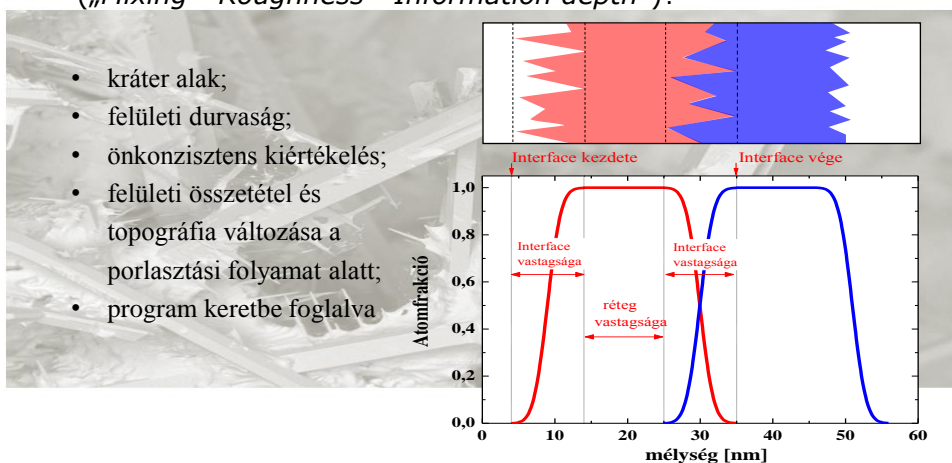 („Mixing – Roughness – Information depth”):
• kráter alak;
• felületi durvaság;
• önkonzisztens kiértékelés;
• felületi összetétel és
topográfia változása a
porlasztási folyamat alatt;
• program keretbe foglalva
Interface kezdete
Interface vége
1,0
0,8
0,6
0,4
0,2
0,0
Atomfrakció
Interface
vastagsága
Interface
vastagsága
réteg
vastagsága
0 10 20 30 40 50 60
mélység [nm]